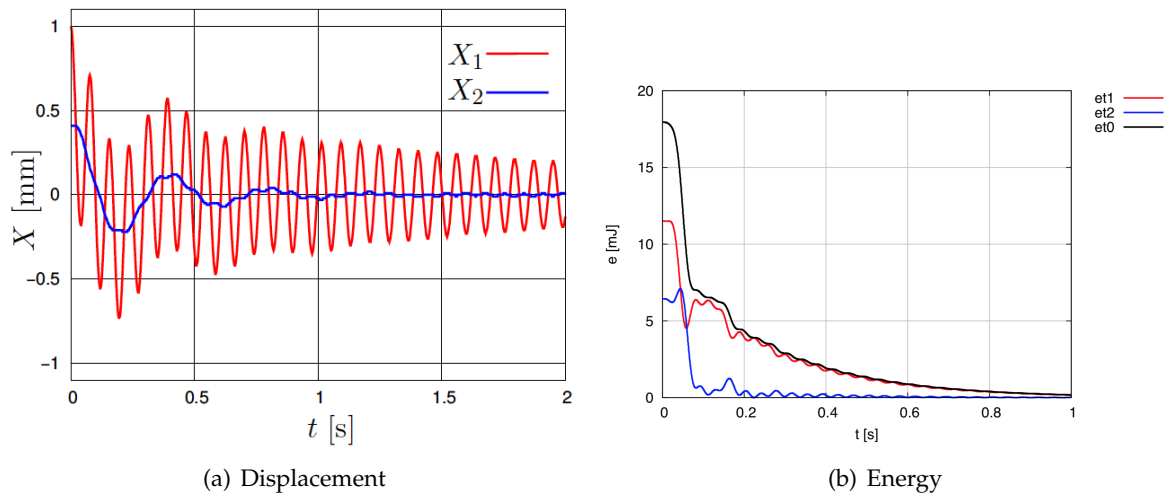 1
0.5
0
−0.5
−1
X [mm]
X1
X2
0 0.5 1 1.5 2
t [s]
(a) Displacement
20
15
10
5
0
e [mJ]
et1
et2
et0
0 0.2 0.4 0.6 0.8 1
t [s]
(b) Energy